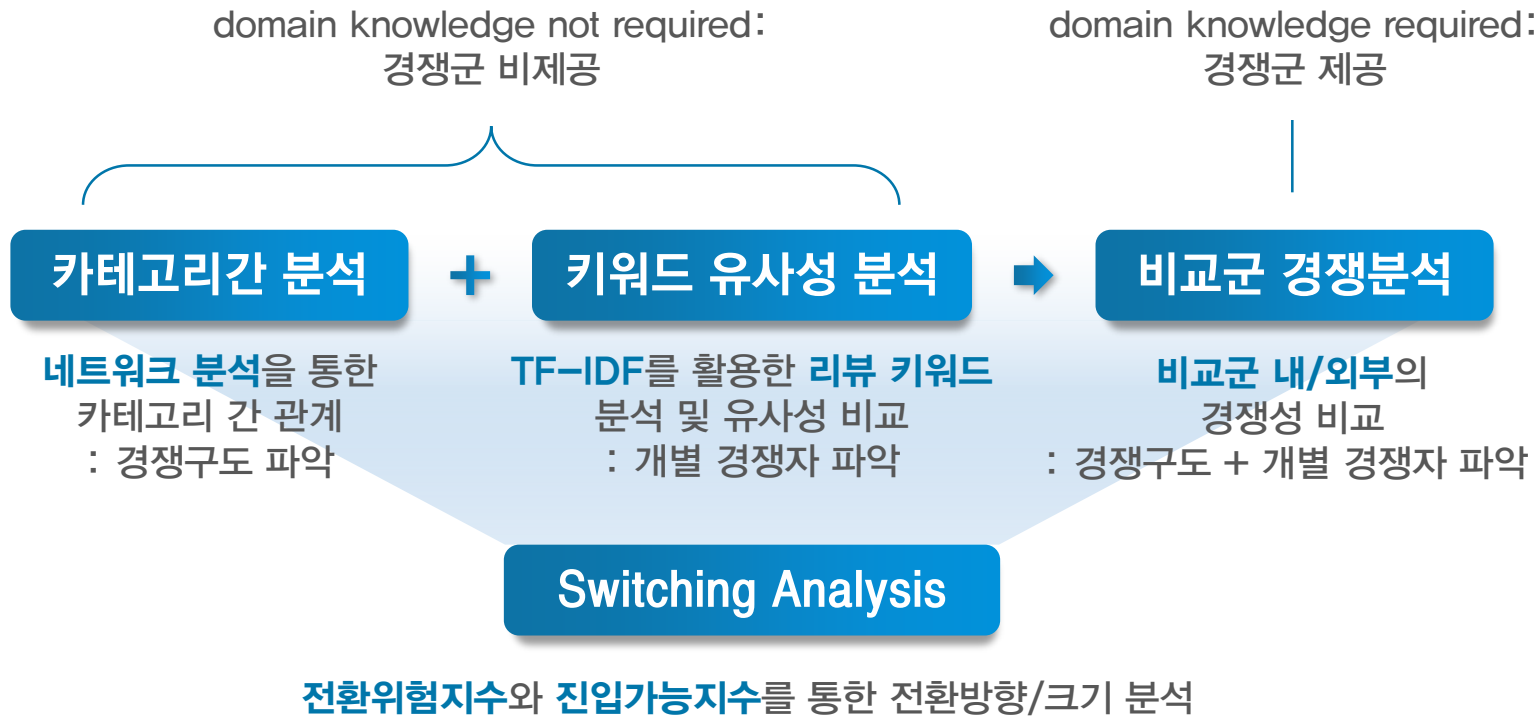 domain knowledge not required:
경쟁군 비제공
domain knowledge required:
경쟁군 제공
카테고리간 분석
+
키워드 유사성 분석
비교군 경쟁분석
네트워크 분석을 통한
카테고리 간 관계
: 경쟁구도 파악
TF-IDF를 활용한 리뷰 키워드
분석 및 유사성 비교
: 개별 경쟁자 파악
비교군 내/외부의
경쟁성 비교
: 경쟁구도 + 개별 경쟁자 파악
Switching Analysis
전환위험지수와 진입가능지수를 통한 전환방향/크기 분석